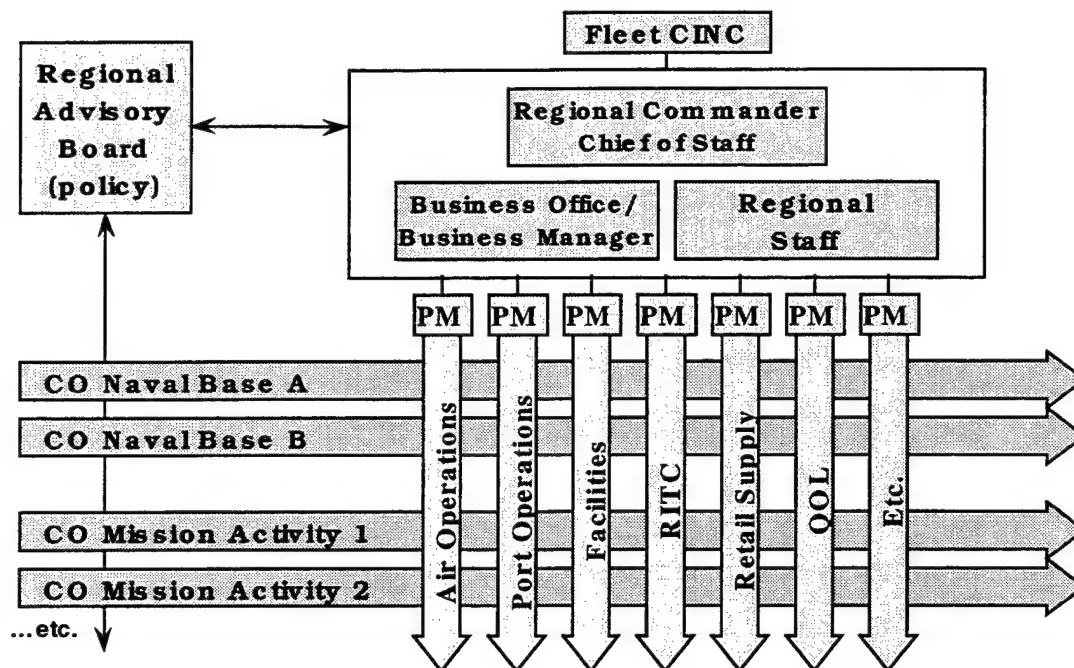 Fleet CINC
Regional
Advisory
Board
(policy)
Regional Commander
Chief of Staff
Business Office/
Business Manager
Regional
Staff
PM
PM
PM
PM
PM
PM
PM
CO Naval Base A
CO Naval Base B
CO Mission Activity 1
CO Mission Activity 2
...etc.
Air Operations
Port Operations
Facilities
RITC
Retail Supply
QOL
Etc.